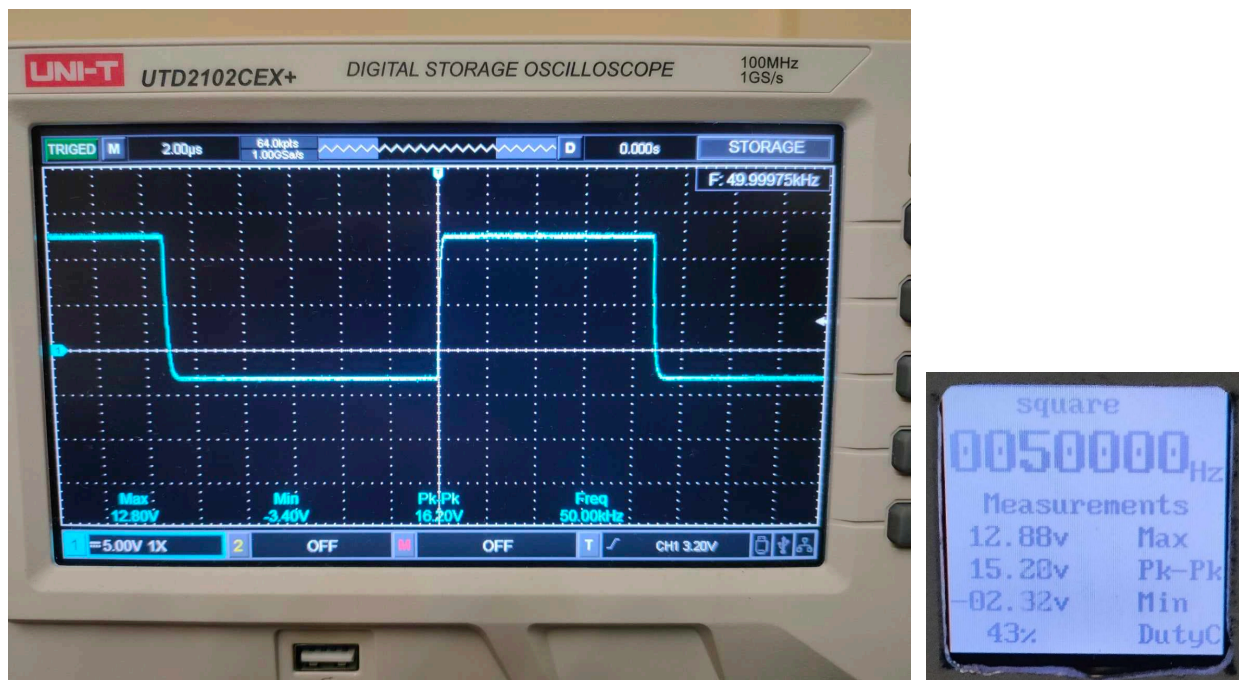 UNI-T UTD2102CEX+ DIGITAL STORAGE OSCILLOSCOPE 100MHz
1GS/s
TRIGED M 2.00μs 64.0kpts D 0.000s STORAGE
1.00GSa/s
F: 49.99975kHz
1
Max Min Pk-Pk Freq
12.80V -3.40V 16.20V 50.00kHz
1 5.00V 1X 2 OFF M OFF T CH1 3.20V
square
0050000Hz
Measurements
12.88v Max
15.20v Pk-Pk
-02.32v Min
43% DutyC